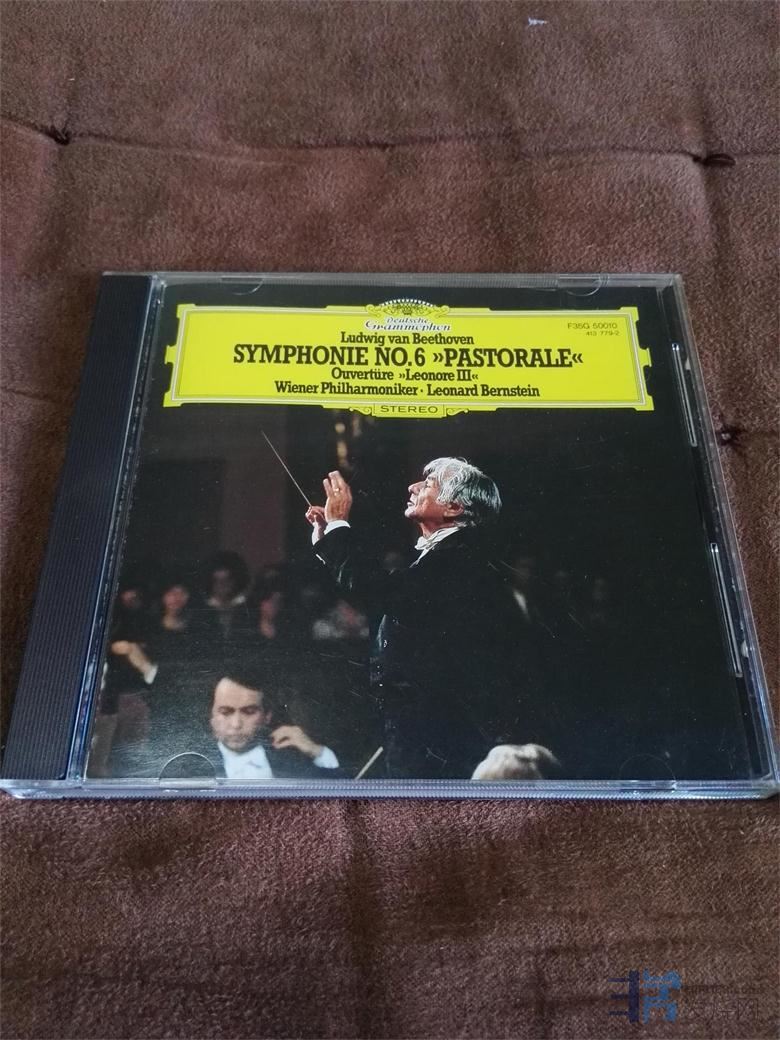 Deutsche
Grammophon
F35G 50010
413 779-2
Ludwig van Beethoven
SYMPHONIE NO.6 »PASTORALE«
Ouvertüre »Leonore III«
Wiener Philharmoniker · Leonard Bernstein
STEREO